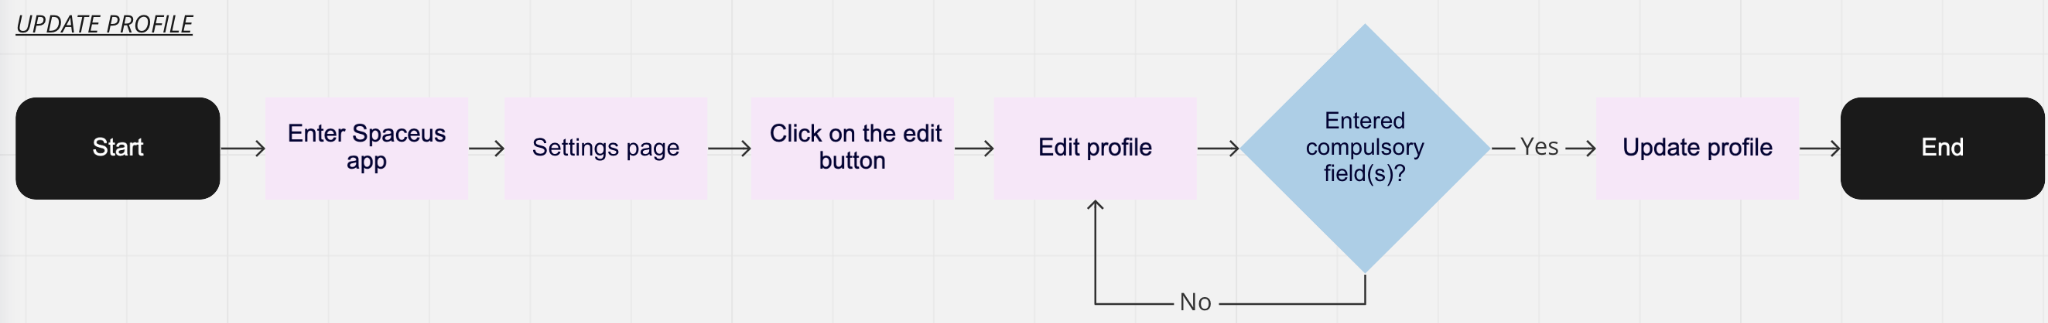 UPDATE PROFILE
Start
Enter Spaceus
app
Settings page
Click on the edit
button
Edit profile
Entered
compulsory
field(s)?
Yes
Update profile
End
No